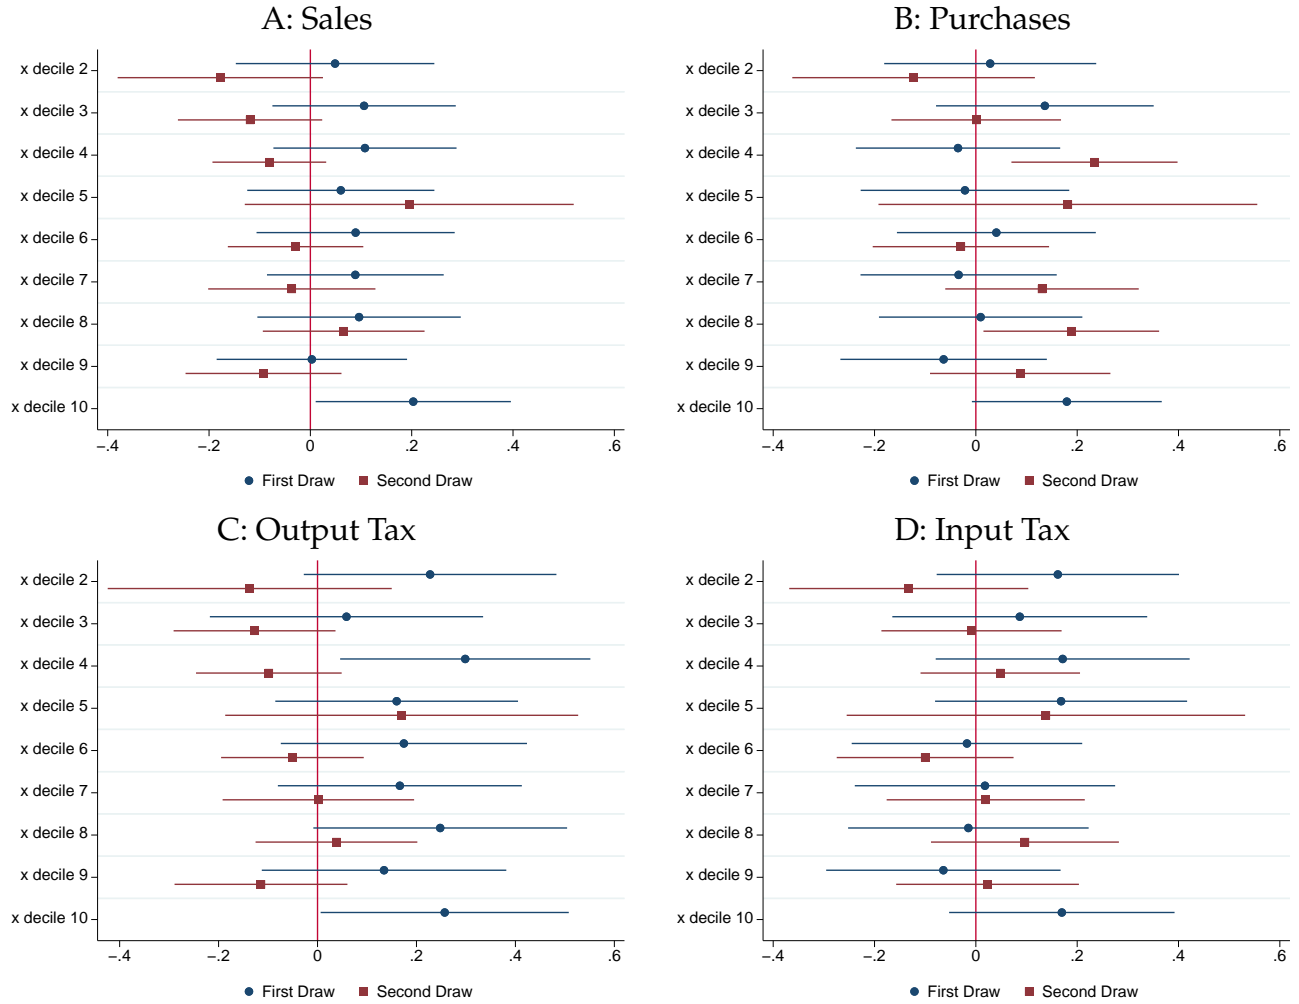 A: Sales
x decile 2
x decile 3
x decile 4
x decile 5
x decile 6
x decile 7
x decile 8
x decile 9
x decile 10
−.4 −.2 0 .2 .4 .6
First Draw Second Draw
B: Purchases
x decile 2
x decile 3
x decile 4
x decile 5
x decile 6
x decile 7
x decile 8
x decile 9
x decile 10
−.4 −.2 0 .2 .4 .6
First Draw Second Draw
C: Output Tax
x decile 2
x decile 3
x decile 4
x decile 5
x decile 6
x decile 7
x decile 8
x decile 9
x decile 10
−.4 −.2 0 .2 .4 .6
First Draw Second Draw
D: Input Tax
x decile 2
x decile 3
x decile 4
x decile 5
x decile 6
x decile 7
x decile 8
x decile 9
x decile 10
−.4 −.2 0 .2 .4 .6
First Draw Second Draw